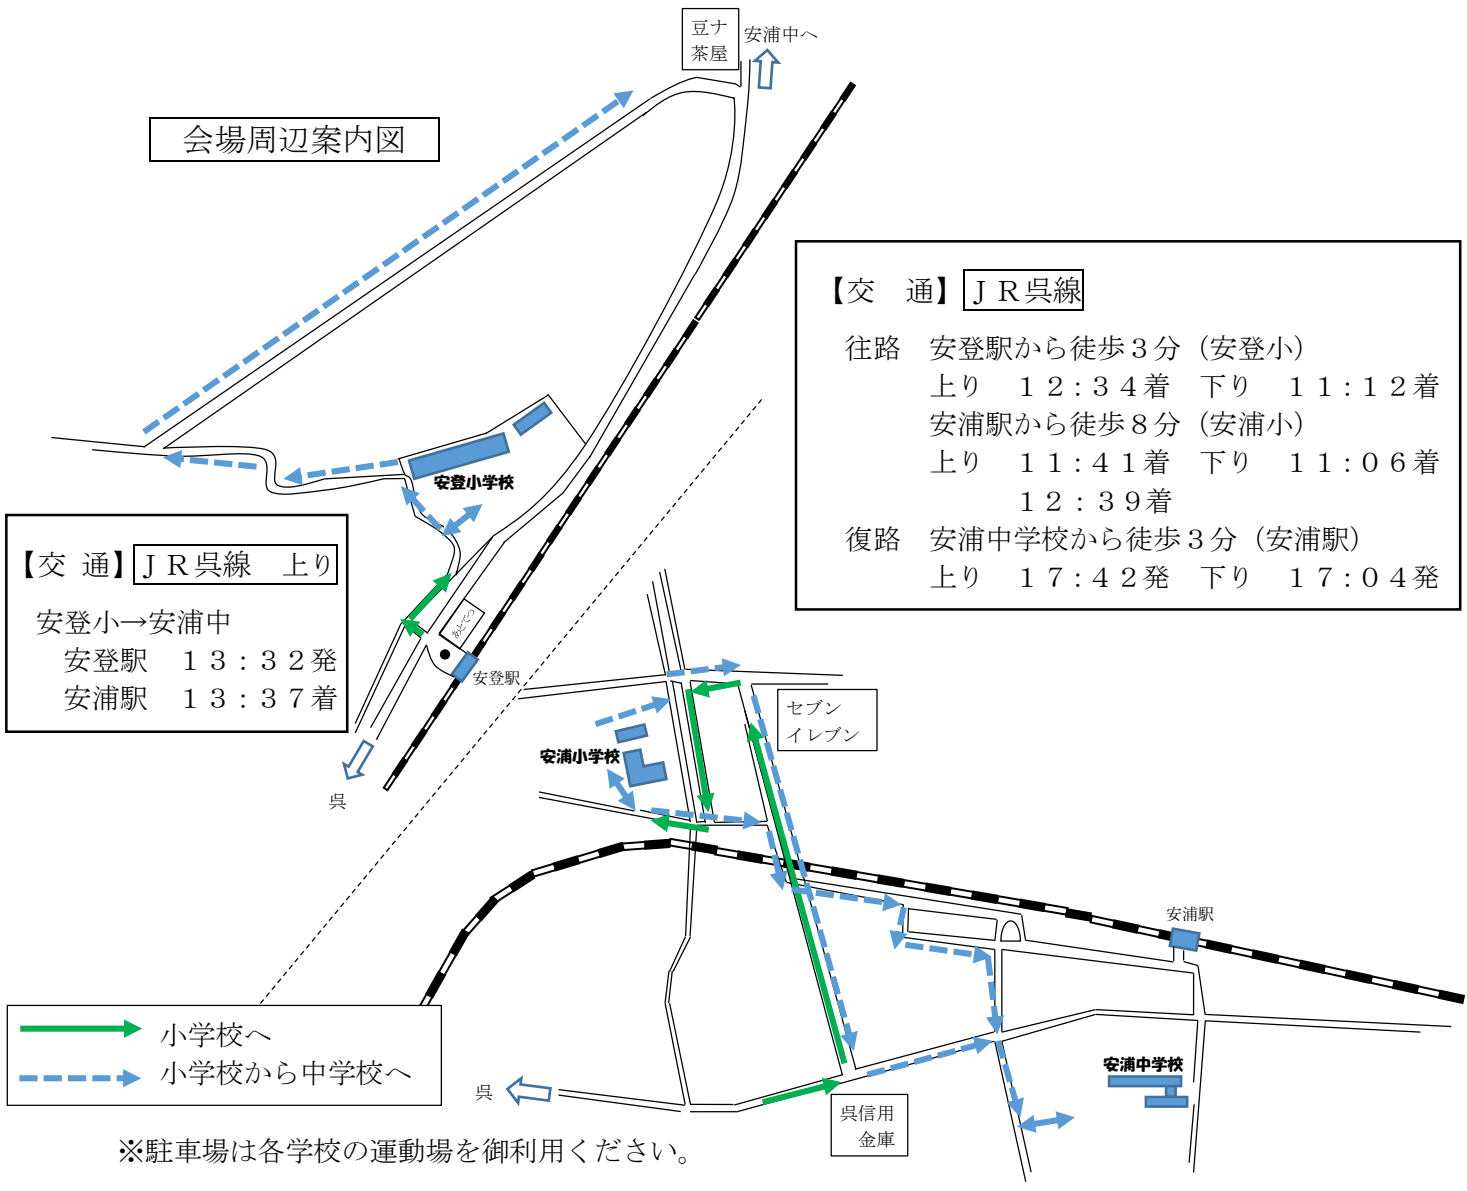 豆ナ
茶屋
安浦中へ
会場周辺案内図
【交　通】ＪＲ呉線
往路　安登駅から徒歩３分（安登小）
上り　１２：３４着　下り　１１：１２着
安浦駅から徒歩８分（安浦小）
上り　１１：４１着　下り　１１：０６着
１２：３９着
復路　安浦中学校から徒歩３分（安浦駅）
上り　１７：４２発　下り　１７：０４発
安登小学校
【交 通】ＪＲ呉線　上り
安登小→安浦中
安登駅　１３：３２発
安浦駅　１３：３７着
あとてつ
安登駅
呉
セブン
イレブン
安浦小学校
安浦駅
小学校へ
小学校から中学校へ
呉
安浦中学校
呉信用
金庫
※駐車場は各学校の運動場を御利用ください。